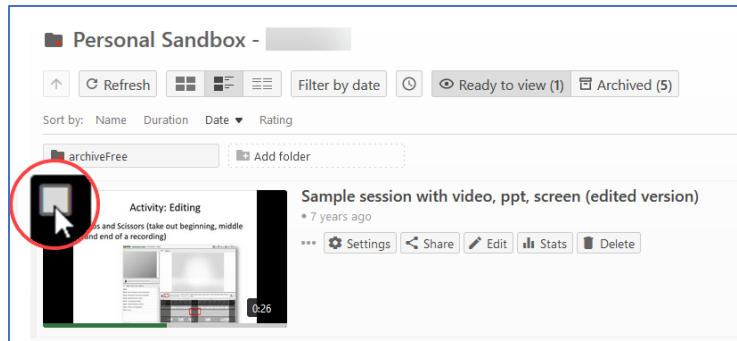 Personal Sandbox -
Refresh Filter by date Ready to view (1) Archived (5)
Sort by: Name Duration Date ▼ Rating
archiveFree Add folder
Sample session with video, ppt, screen (edited version)
• 7 years ago
••• Settings Share Edit Stats Delete
Activity: Editing
and Scissors (take out beginning, middle
and end of a recording)
0:26